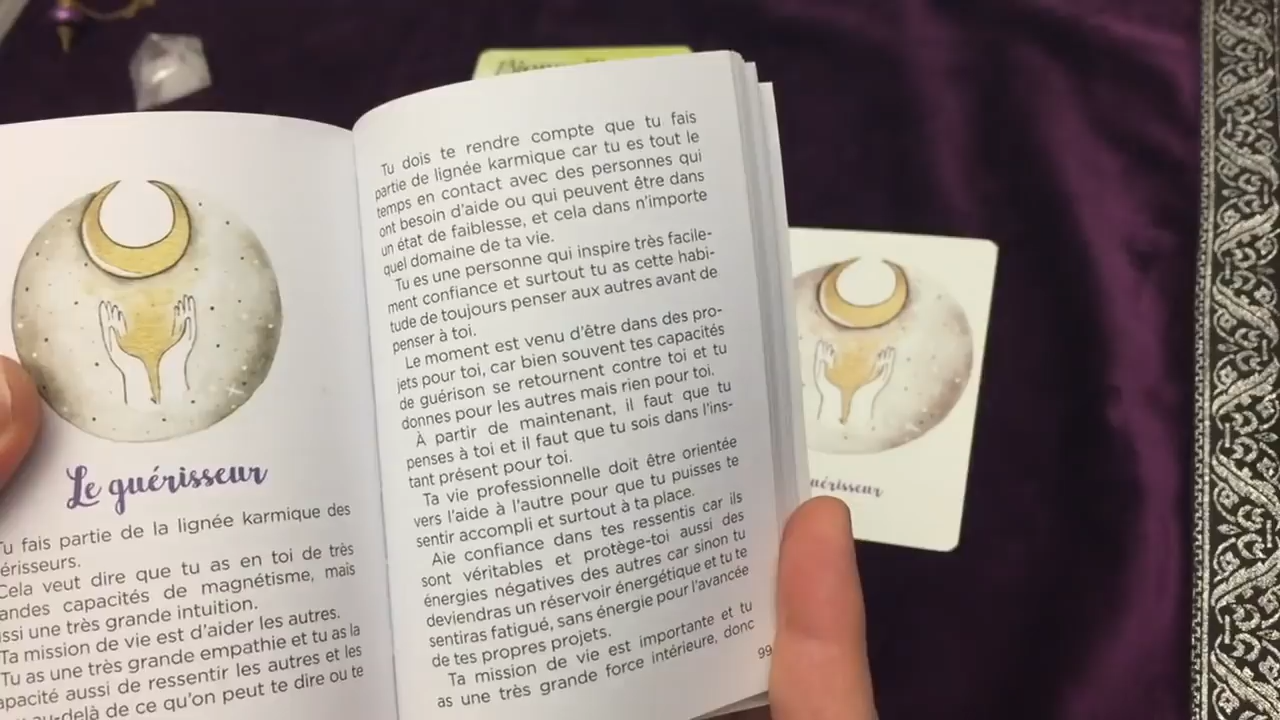 Le guérisseur
Tu fais partie de la lignée karmique des
érisseurs.
Cela veut dire que tu as en toi de très
andes capacités de magnétisme, mais
ssi une très grande intuition.
Ta mission de vie est d'aider les autres.
Tu as une très grande empathie et tu as la
apacité aussi de ressentir les autres et les
au-delà de ce qu'on peut te dire ou te
Tu dois te rendre compte que tu fais
partie de lignée karmique car tu es tout le
temps en contact avec des personnes qui
ont besoin d'aide ou qui peuvent être dans
un état de faiblesse, et cela dans n'importe
quel domaine de ta vie.
Tu es une personne qui inspire très facile-
ment confiance et surtout tu as cette habi-
tude de toujours penser aux autres avant de
penser à toi.
Le moment est venu d'être dans des pro-
jets pour toi, car bien souvent tes capacités
de guérison se retournent contre toi et tu
donnes pour les autres mais rien pour toi.
À partir de maintenant, il faut que tu
penses à toi et il faut que tu sois dans l'ins-
tant présent pour toi.
Ta vie professionnelle doit être orientée
vers l'aide à l'autre pour que tu puisses te
sentir accompli et surtout à ta place.
Aie confiance dans tes ressentis car ils
sont véritables et protège-toi aussi des
énergies négatives des autres car sinon tu
deviendras un réservoir énergétique et tu te
sentiras fatigué, sans énergie pour l'avancée
de tes propres projets.
Ta mission de vie est importante et tu
as une très grande force intérieure, donc
99
uérisseur